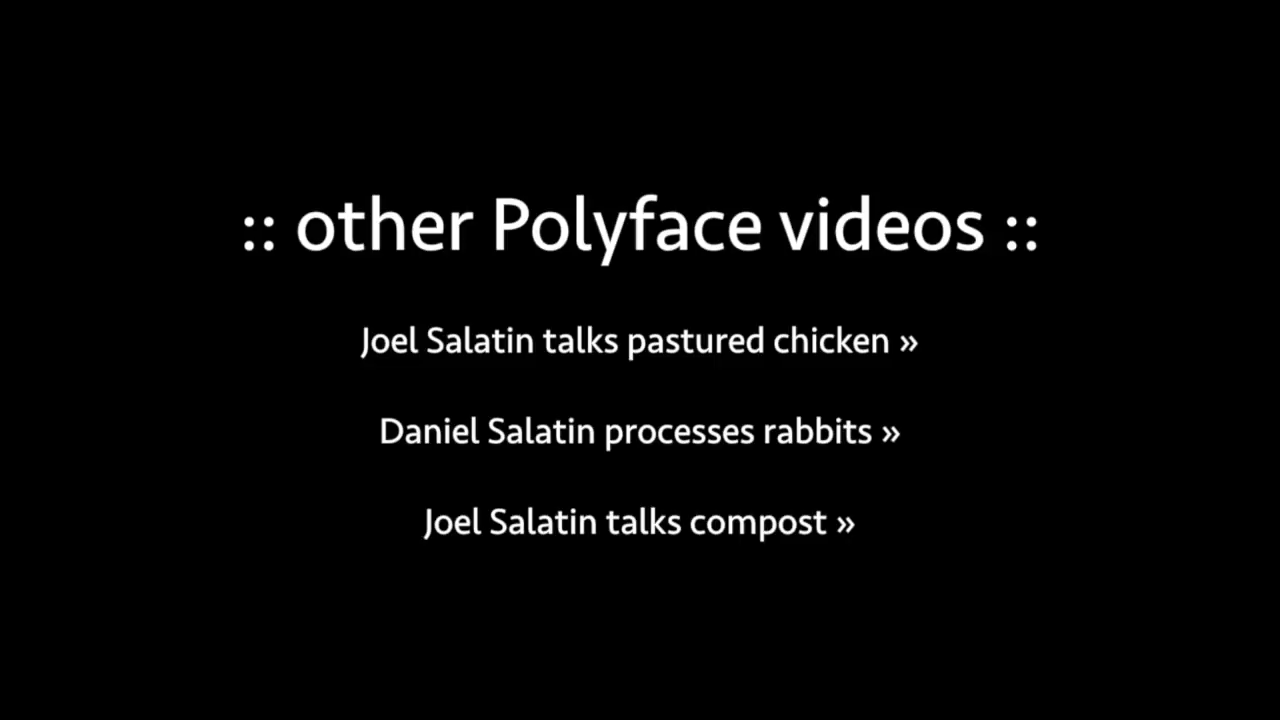 :: other Polyface videos ::
Joel Salatin talks pastured chicken »
Daniel Salatin processes rabbits »
Joel Salatin talks compost »